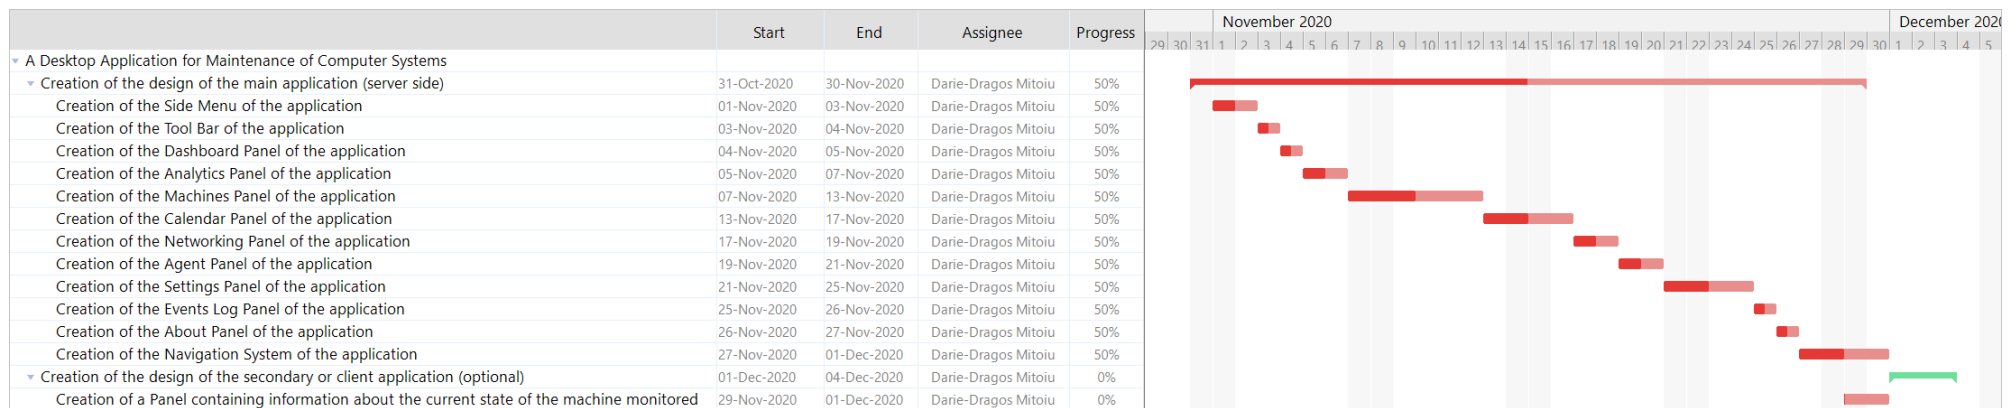 November 2020 December 2020
Start End Assignee Progress
29 30 31 1 2 3 4 5 6 7 8 9 10 11 12 13 14 15 16 17 18 19 20 21 22 23 24 25 26 27 28 29 30 1 2 3 4 5
A Desktop Application for Maintenance of Computer Systems
Creation of the design of the main application (server side) 31-Oct-2020 30-Nov-2020 Darie-Dragos Mitoiu 50%
Creation of the Side Menu of the application 01-Nov-2020 03-Nov-2020 Darie-Dragos Mitoiu 50%
Creation of the Tool Bar of the application 03-Nov-2020 04-Nov-2020 Darie-Dragos Mitoiu 50%
Creation of the Dashboard Panel of the application 04-Nov-2020 05-Nov-2020 Darie-Dragos Mitoiu 50%
Creation of the Analytics Panel of the application 05-Nov-2020 07-Nov-2020 Darie-Dragos Mitoiu 50%
Creation of the Machines Panel of the application 07-Nov-2020 13-Nov-2020 Darie-Dragos Mitoiu 50%
Creation of the Calendar Panel of the application 13-Nov-2020 17-Nov-2020 Darie-Dragos Mitoiu 50%
Creation of the Networking Panel of the application 17-Nov-2020 19-Nov-2020 Darie-Dragos Mitoiu 50%
Creation of the Agent Panel of the application 19-Nov-2020 21-Nov-2020 Darie-Dragos Mitoiu 50%
Creation of the Settings Panel of the application 21-Nov-2020 25-Nov-2020 Darie-Dragos Mitoiu 50%
Creation of the Events Log Panel of the application 25-Nov-2020 26-Nov-2020 Darie-Dragos Mitoiu 50%
Creation of the About Panel of the application 26-Nov-2020 27-Nov-2020 Darie-Dragos Mitoiu 50%
Creation of the Navigation System of the application 27-Nov-2020 01-Dec-2020 Darie-Dragos Mitoiu 50%
Creation of the design of the secondary or client application (optional) 01-Dec-2020 04-Dec-2020 Darie-Dragos Mitoiu 0%
Creation of a Panel containing information about the current state of the machine monitored 29-Nov-2020 01-Dec-2020 Darie-Dragos Mitoiu 0%